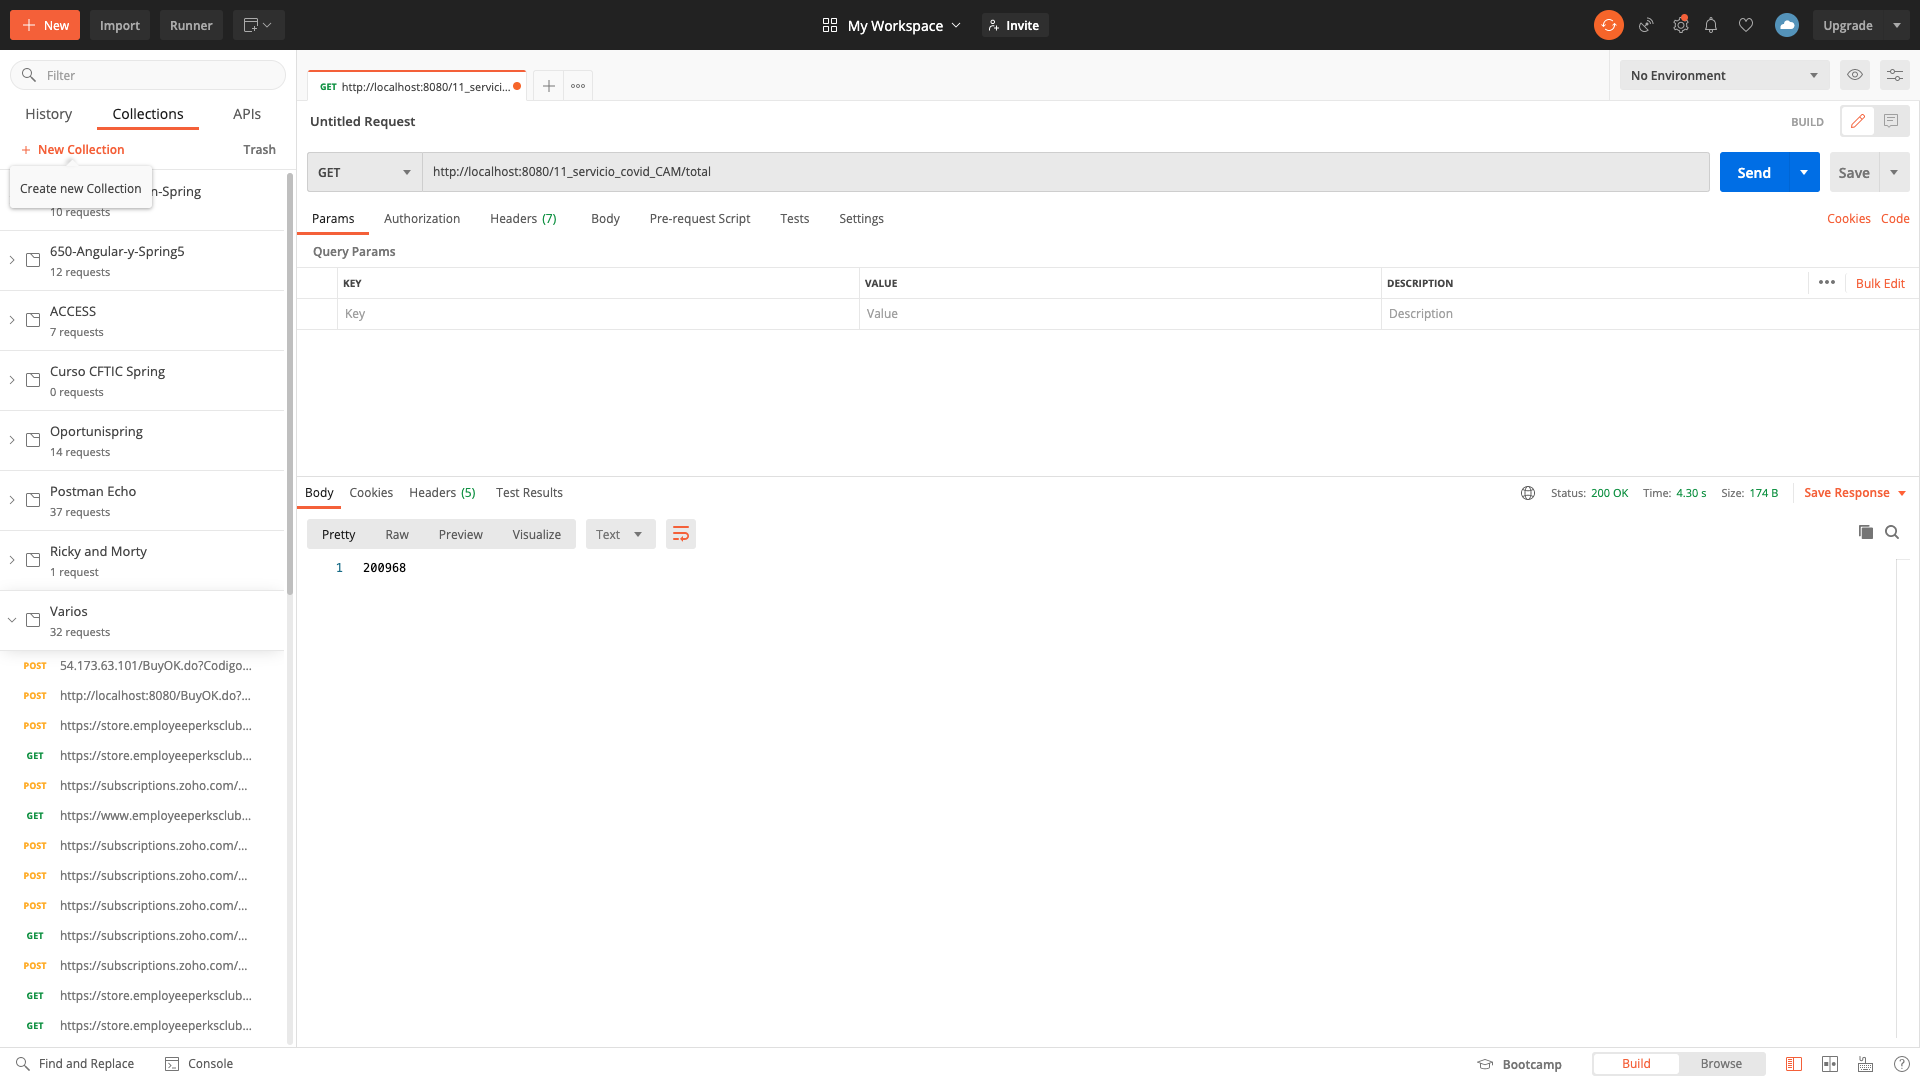 New
Import
Runner
My Workspace
Invite
Upgrade
Filter
History
Collections
APIs
New Collection
Trash
Create new Collection
n-Spring
10 requests
650-Angular-y-Spring5
12 requests
ACCESS
7 requests
Curso CFTIC Spring
0 requests
Oportunispring
14 requests
Postman Echo
37 requests
Ricky and Morty
1 request
Varios
32 requests
POST 54.173.63.101/BuyOK.do?Codigo...
POST http://localhost:8080/BuyOK.do?...
POST https://store.employeeperksclub...
GET https://store.employeeperksclub...
POST https://subscriptions.zoho.com/...
GET https://www.employeeperksclub...
POST https://subscriptions.zoho.com/...
POST https://subscriptions.zoho.com/...
POST https://subscriptions.zoho.com/...
GET https://subscriptions.zoho.com/...
POST https://subscriptions.zoho.com/...
GET https://store.employeeperksclub...
GET https://store.employeeperksclub...
GET http://localhost:8080/11_servici...
No Environment
Untitled Request
BUILD
GET http://localhost:8080/11_servicio_covid_CAM/total
Send
Save
Params Authorization Headers (7) Body Pre-request Script Tests Settings
Cookies Code
Query Params
KEY VALUE DESCRIPTION
Bulk Edit
Key Value Description
Body Cookies Headers (5) Test Results
Status: 200 OK Time: 4.30 s Size: 174 B
Save Response
Pretty Raw Preview Visualize
Text
1 200968
Find and Replace
Console
Bootcamp
Build
Browse